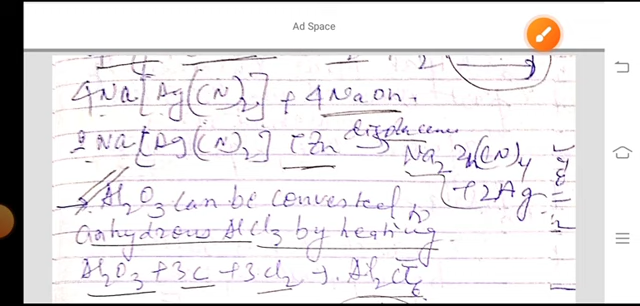 Ad Space
4Na[Ag(CN)2] + 4NaOh.
2Na[Ag(CN)2] + Zn displaceme →
Na2Zn(CN)4
+2Ag
→ Al2O3 can be converted to
anhydrous AlCl3 by heating.
Al2O3 + 3C + 3Cl2 → Al2Cl6